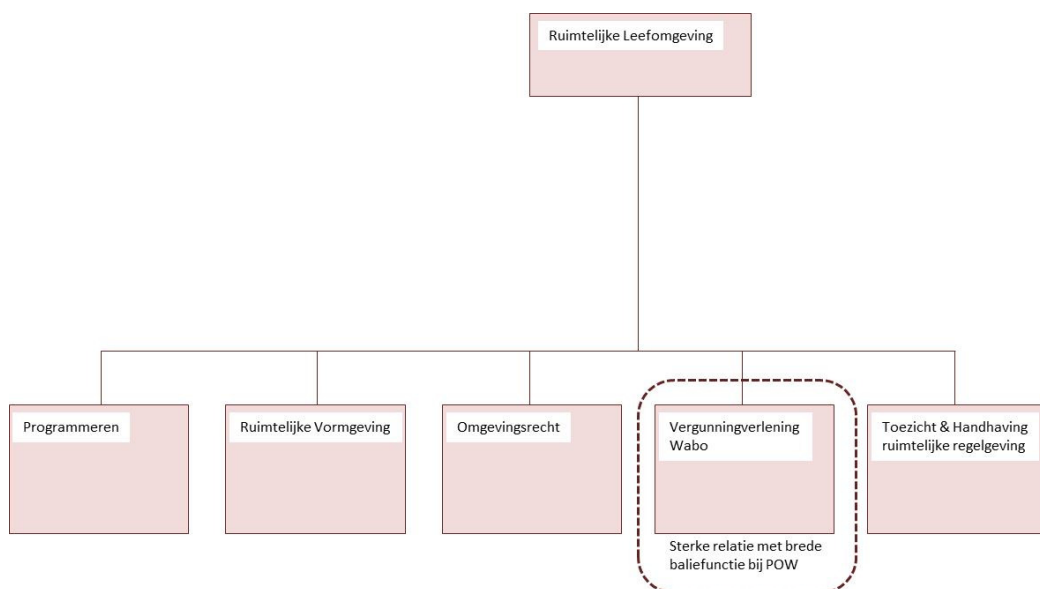 Ruimtelijke Leefomgeving
Programmeren
Ruimtelijke Vormgeving
Omgevingsrecht
Vergunningverlening
Wabo
Toezicht & Handhaving
ruimtelijke regelgeving
Sterke relatie met brede
baliefunctie bij POW